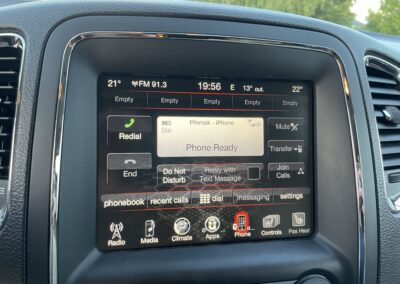 21° FM 91.3 19:56 E 13° out. 22°
Empty Empty Empty Empty Empty
Redial
Přemek - iPhone
Siri
Phone Ready
Mute
Transfer
End
Do Not Disturb
Reply with Text Message
Join Calls
phonebook recent calls dial messaging settings
Radio Media Climate Apps Phone Controls Pas Heat